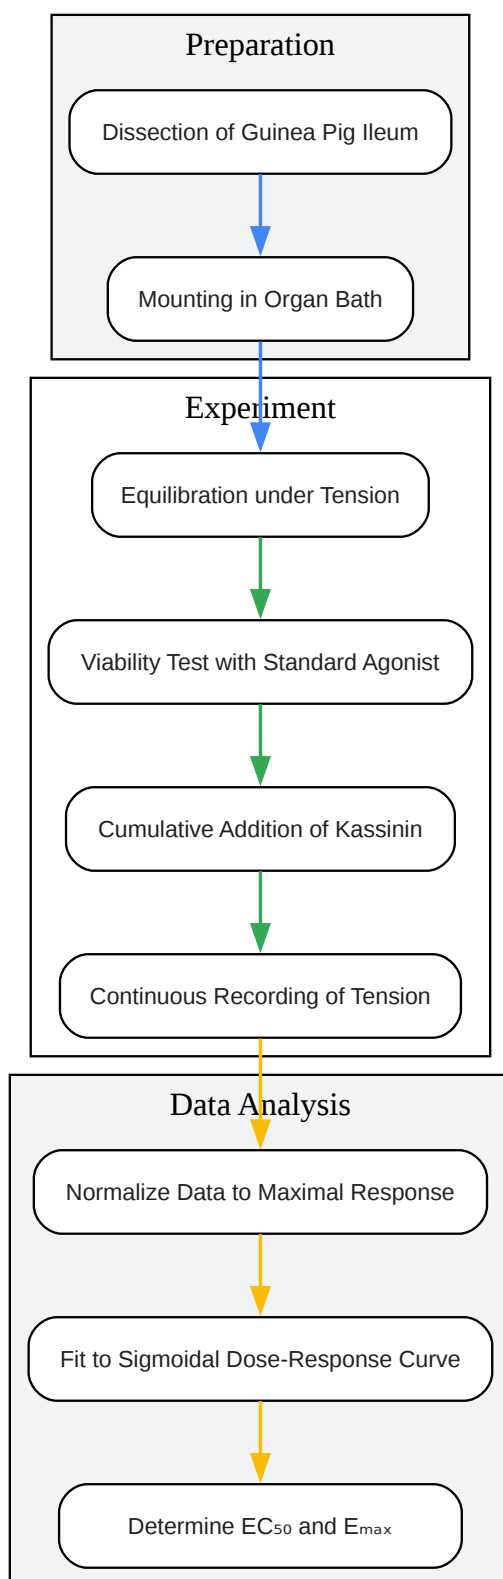 Preparation
Dissection of Guinea Pig Ileum
Mounting in Organ Bath
Experiment
Equilibration under Tension
Viability Test with Standard Agonist
Cumulative Addition of Kassinin
Continuous Recording of Tension
Data Analysis
Normalize Data to Maximal Response
Fit to Sigmoidal Dose-Response Curve
Determine EC₅₀ and Eₘₐₓ